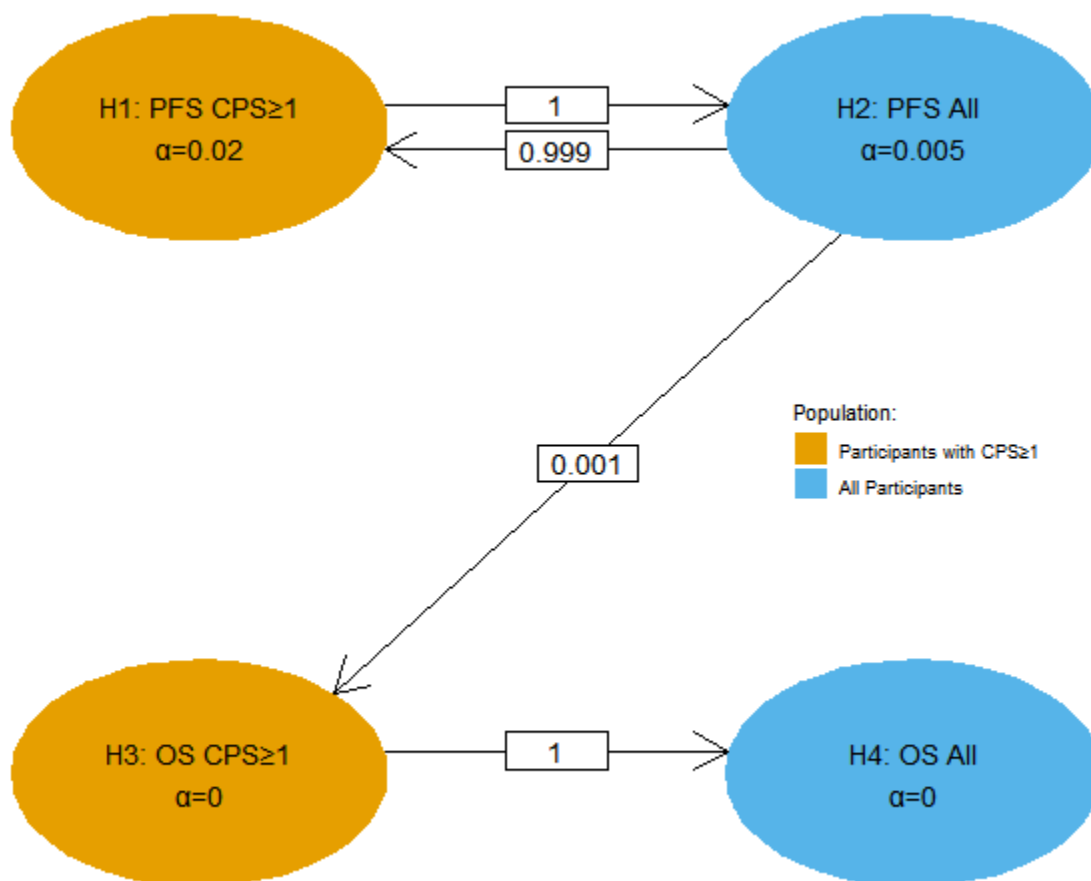 H1: PFS CPS≥1
α=0.02
1
0.999
H2: PFS All
α=0.005
0.001
Population:
Participants with CPS≥1
All Participants
H3: OS CPS≥1
α=0
1
H4: OS All
α=0